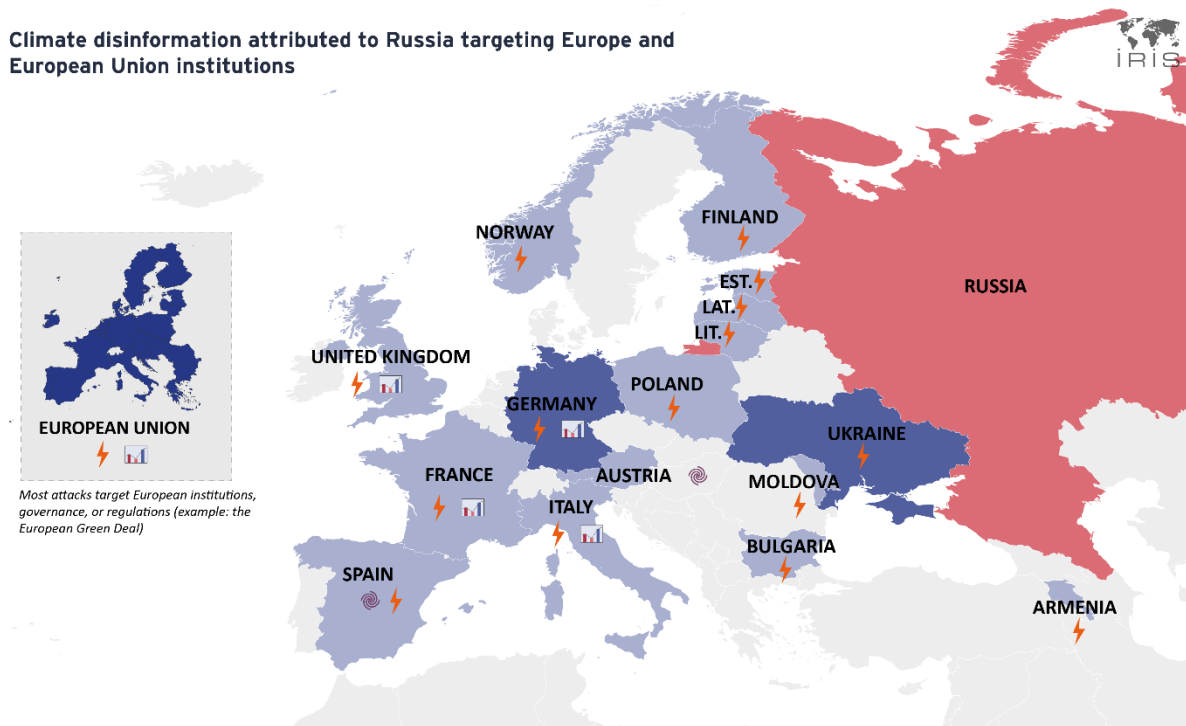 Climate disinformation attributed to Russia targeting Europe and
European Union institutions
iRIS
NORWAY
FINLAND
EST.
LAT.
LIT.
RUSSIA
UNITED KINGDOM
POLAND
GERMANY
UKRAINE
EUROPEAN UNION
FRANCE
AUSTRIA
MOLDOVA
Most attacks target European institutions,
governance, or regulations (example: the
European Green Deal)
ITALY
BULGARIA
SPAIN
ARMENIA